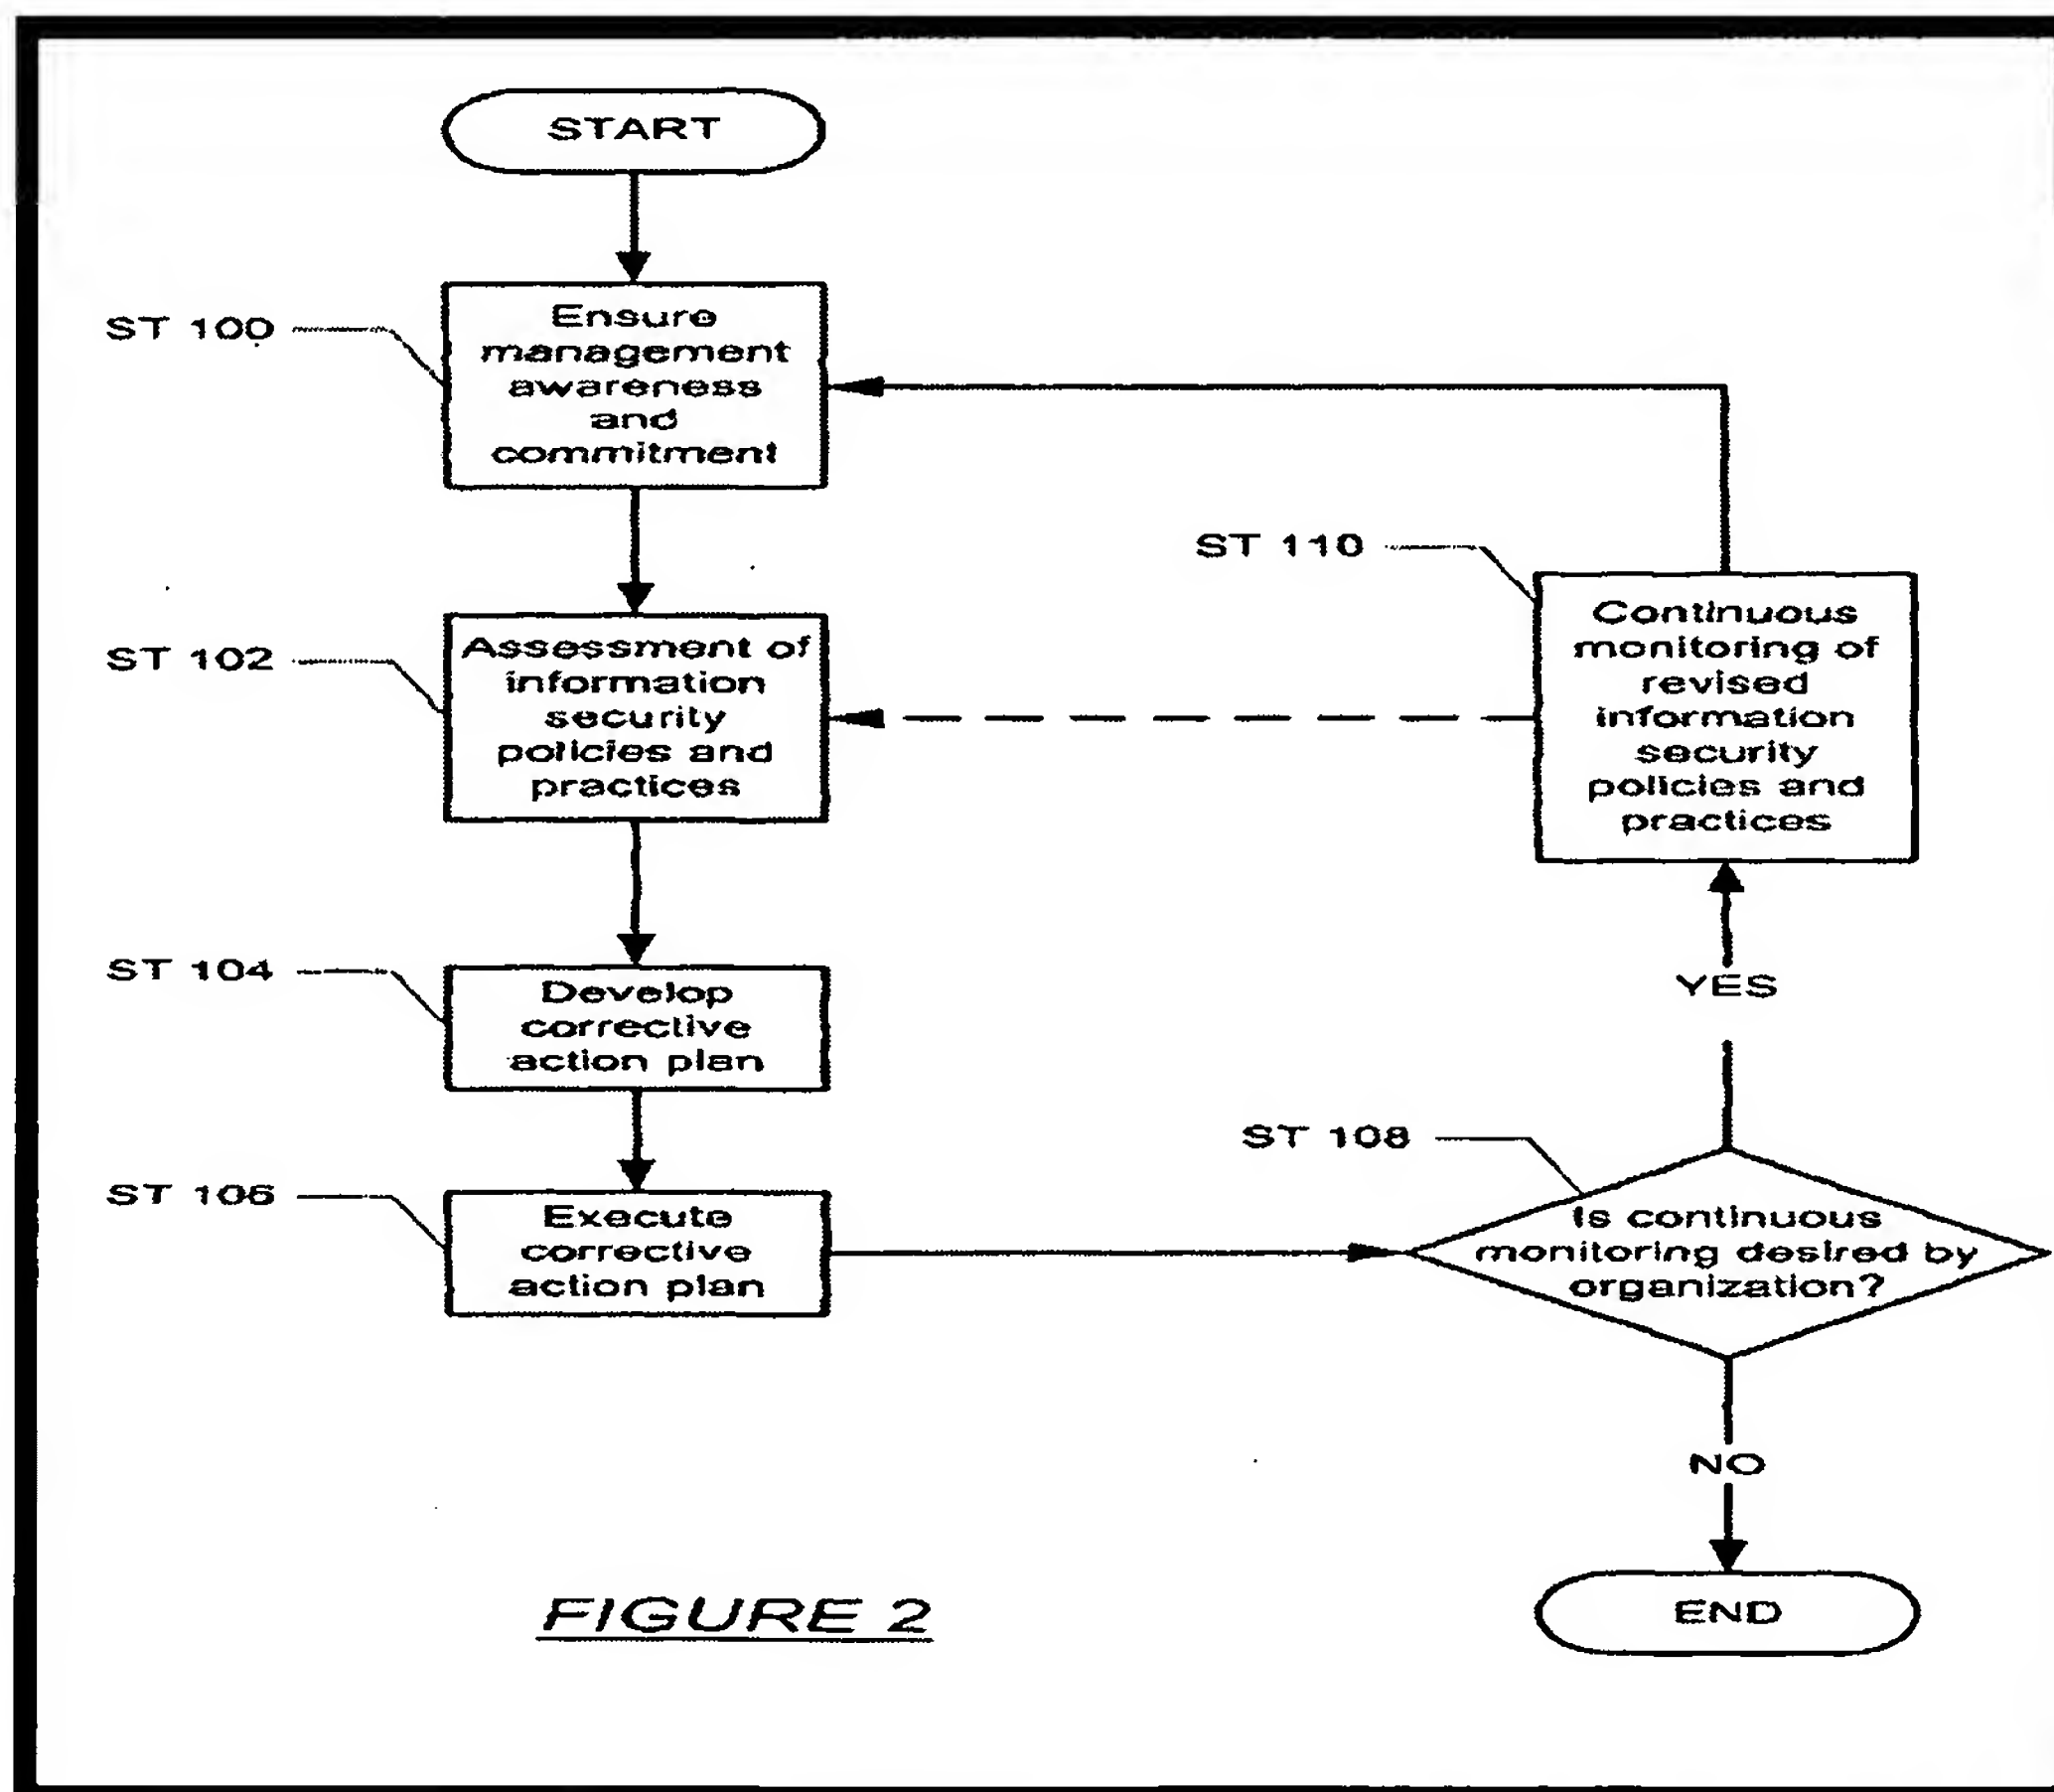 START
ST 100
Ensure
management
awareness
and
commitment
ST 102
Assessment of
information
security
policies and
practices
ST 104
Develop
corrective
action plan
ST 106
Execute
corrective
action plan
ST 110
Continuous
monitoring of
revised
information
security
policies and
practices
YES
ST 108
Is continuous
monitoring desired by
organization?
NO
END
FIGURE 2